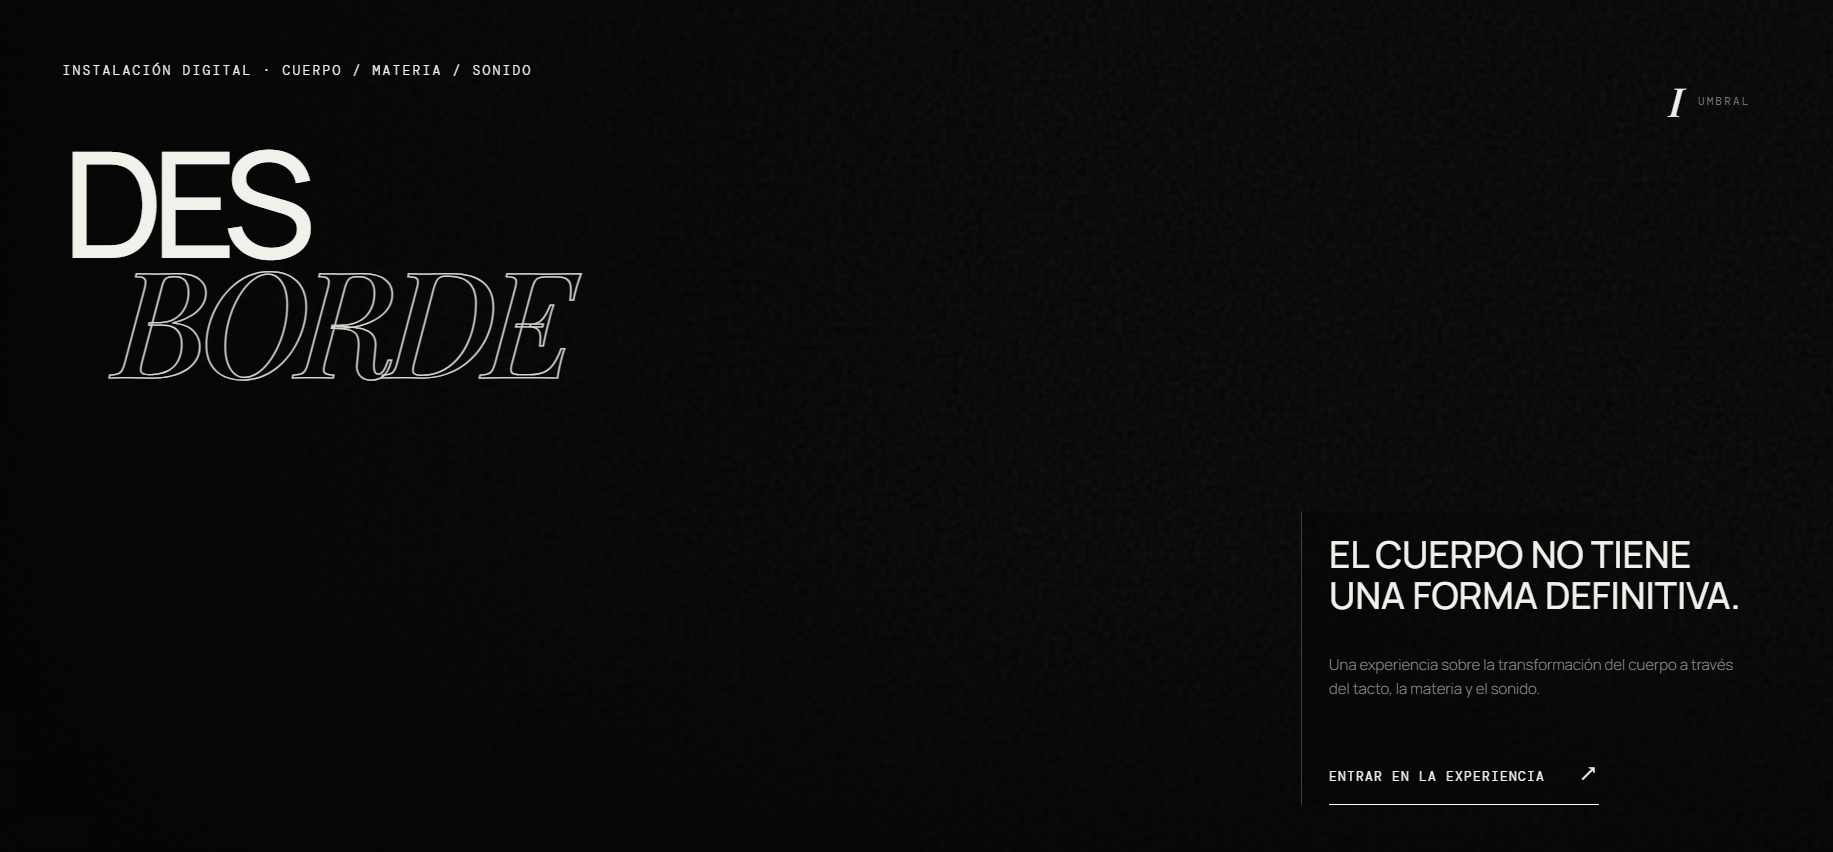 INSTALACIÓN DIGITAL · CUERPO / MATERIA / SONIDO
I UMBRAL
DES
BORDE
EL CUERPO NO TIENE
UNA FORMA DEFINITIVA.
Una experiencia sobre la transformación del cuerpo a través
del tacto, la materia y el sonido.
ENTRAR EN LA EXPERIENCIA ↗